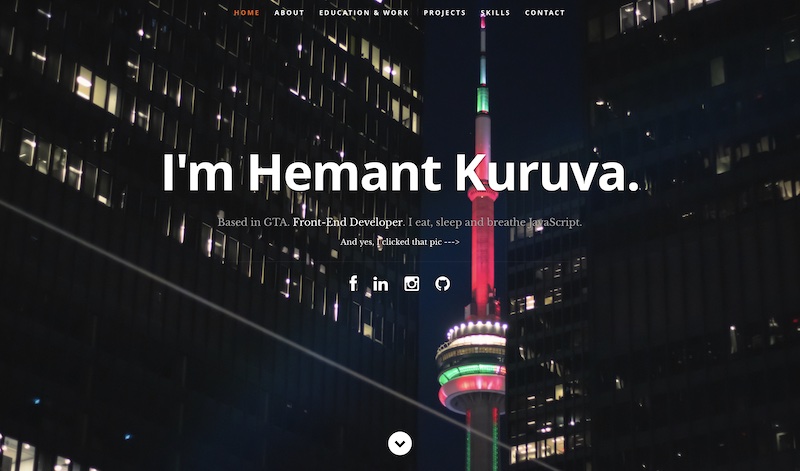 HOME ABOUT EDUCATION & WORK PROJECTS SKILLS CONTACT
I'm Hemant Kuruva.
Based in GTA. Front-End Developer. I eat, sleep and breathe JavaScript.
And yes, I clicked that pic --->